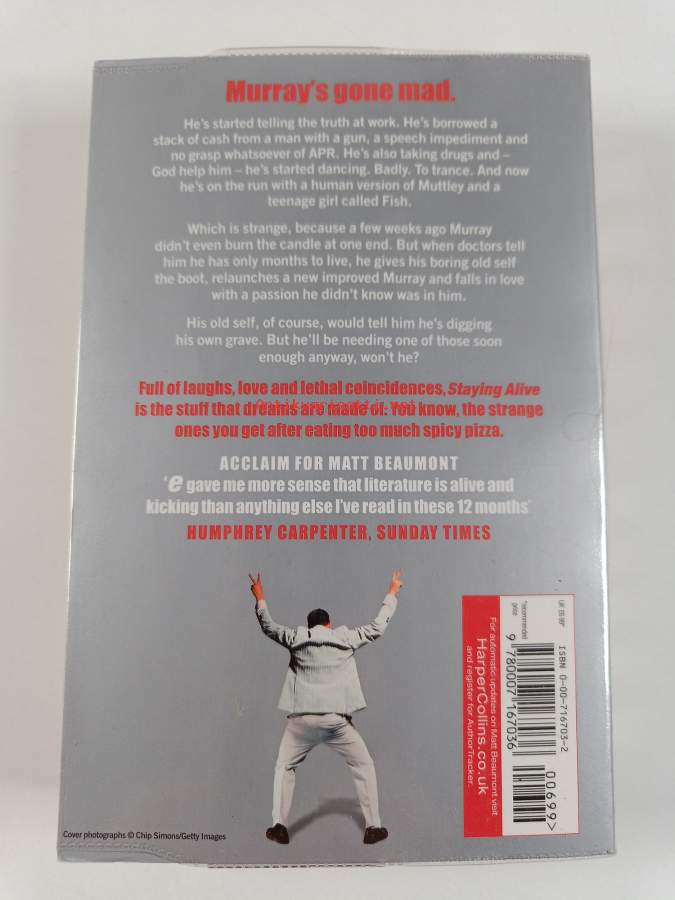 Murray's gone mad.
He's started telling the truth at work. He's borrowed a
stack of cash from a man with a gun, a speech impediment and
no grasp whatsoever of APR. He's also taking drugs and –
God help him – he's started dancing. Badly. To trance. And now
he's on the run with a human version of Muttley and a
teenage girl called Fish.
Which is strange, because a few weeks ago Murray
didn't even burn the candle at one end. But when doctors tell
him he has only months to live, he gives his boring old self
the boot, relaunches a new improved Murray and falls in love
with a passion he didn't know was in him.
His old self, of course, would tell him he's digging
his own grave. But he'll be needing one of those soon
enough anyway, won't he?
Full of laughs, love and lethal coincidences, Staying Alive
is the stuff that dreams are made of. You know, the strange
ones you get after eating too much spicy pizza.
ACCLAIM FOR MATT BEAUMONT
'e gave me more sense that literature is alive and
kicking than anything else I've read in these 12 months'
HUMPHREY CARPENTER, SUNDAY TIMES
For automatic updates on Matt Beaumont visit
HarperCollins.co.uk
and register for AuthorTracker.
*recommended
price
ISBN 0-00-716703-2
9 780007 167036
00699>
Cover photographs © Chip Simons/Getty Images